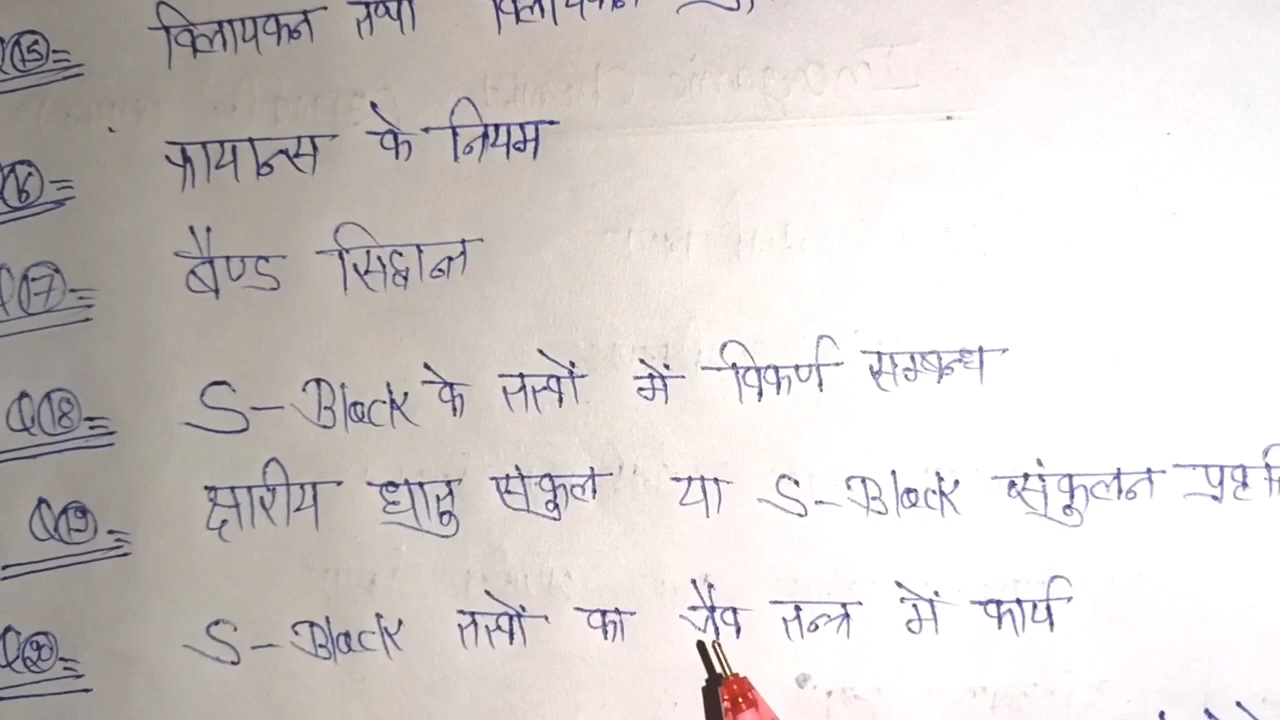 Q15= विलायकन तथा विलायकन
Q16= फायान्स के नियम
Q17= बैण्ड सिद्धान्त
Q18= S-Block के तत्वों में विकर्ण सम्बन्ध
Q19= क्षारीय धातु संकुल या S-Block संकुलन प्रवृत्ति
Q20= S-Block तत्वों का जैव तन्त्र में कार्य